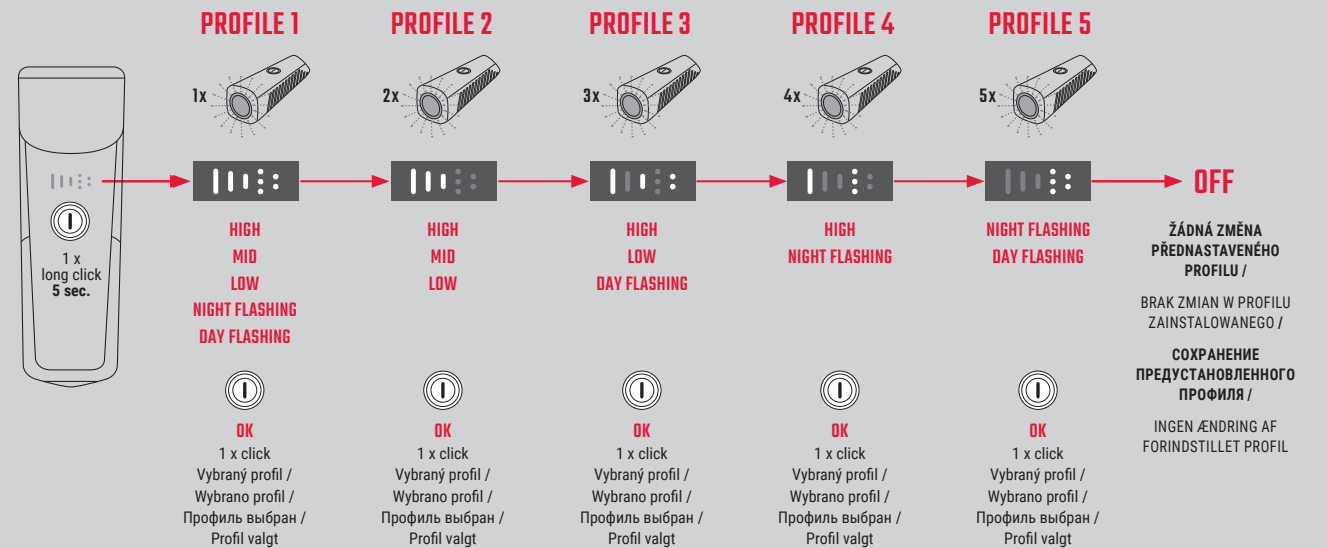 PROFILE 1
PROFILE 2
PROFILE 3
PROFILE 4
PROFILE 5
1x
2x
3x
4x
5x
1 x
long click
5 sec.
HIGH
MID
LOW
NIGHT FLASHING
DAY FLASHING
HIGH
MID
LOW
HIGH
LOW
DAY FLASHING
HIGH
NIGHT FLASHING
NIGHT FLASHING
DAY FLASHING
OFF
ŽÁDNÁ ZMĚNA
PŘEDNASTAVENÉHO
PROFILU /
BRAK ZMIAN W PROFILU
ZAINSTALOWANEGO /
СОХРАНЕНИЕ
ПРЕДУСТАНОВЛЕННОГО
ПРОФИЛЯ /
INGEN ÆNDRING AF
FORINDSTILLET PROFIL
OK
1 x click
Vybraný profil /
Wybrano profil /
Профиль выбран /
Profil valgt
OK
1 x click
Vybraný profil /
Wybrano profil /
Профиль выбран /
Profil valgt
OK
1 x click
Vybraný profil /
Wybrano profil /
Профиль выбран /
Profil valgt
OK
1 x click
Vybraný profil /
Wybrano profil /
Профиль выбран /
Profil valgt
OK
1 x click
Vybraný profil /
Wybrano profil /
Профиль выбран /
Profil valgt